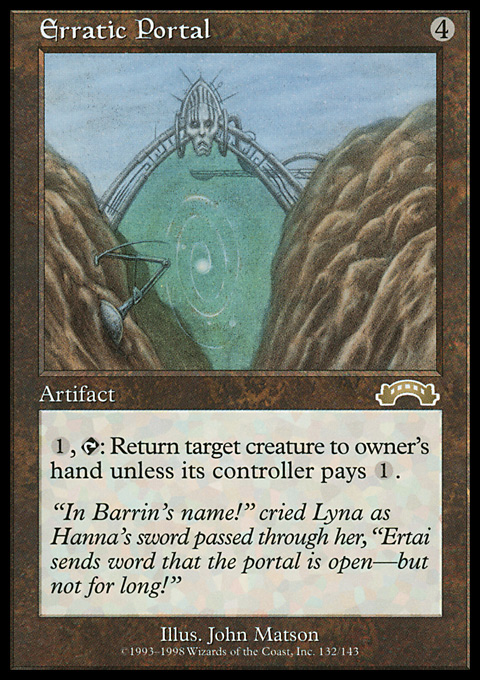 Erratic Portal 4
Artifact
1, : Return target creature to owner's
hand unless its controller pays 1.
"In Barrin's name!" cried Lyna as
Hanna's sword passed through her, "Ertai
sends word that the portal is open—but
not for long!"
Illus. John Matson
©1993–1998 Wizards of the Coast, Inc. 132/143